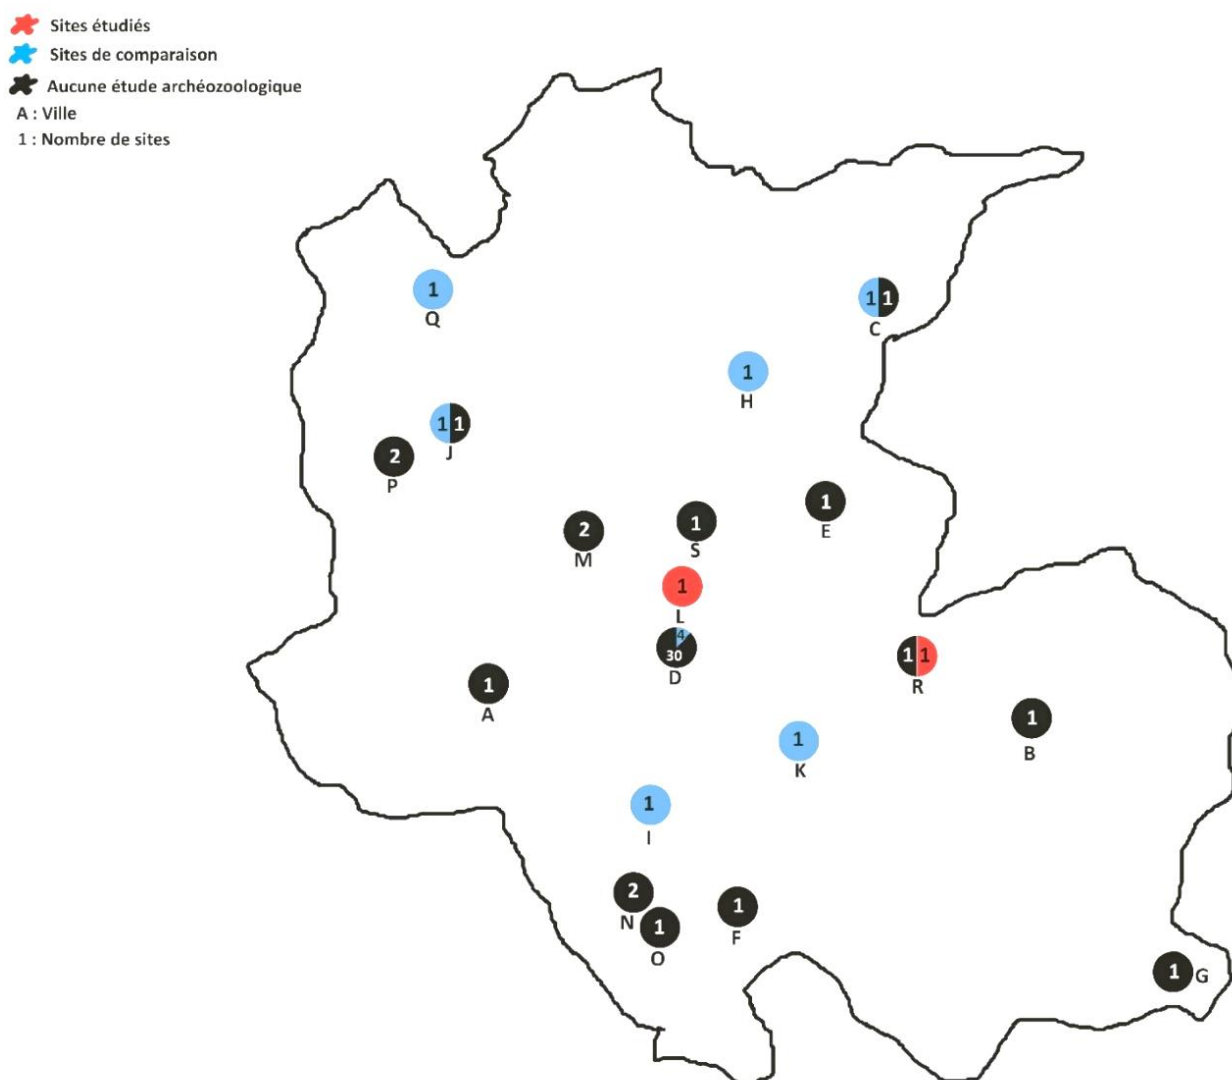 Sites étudiés
Sites de comparaison
Aucune étude archéozoologique
A : Ville
1 : Nombre de sites
1
Q
1 1
C
1
H
1 1
J
2
P
1
E
1
S
2
M
1
L
4
30
D
1 1
R
1
A
1
B
1
K
1
I
2
N
1
O
1
F
1 G